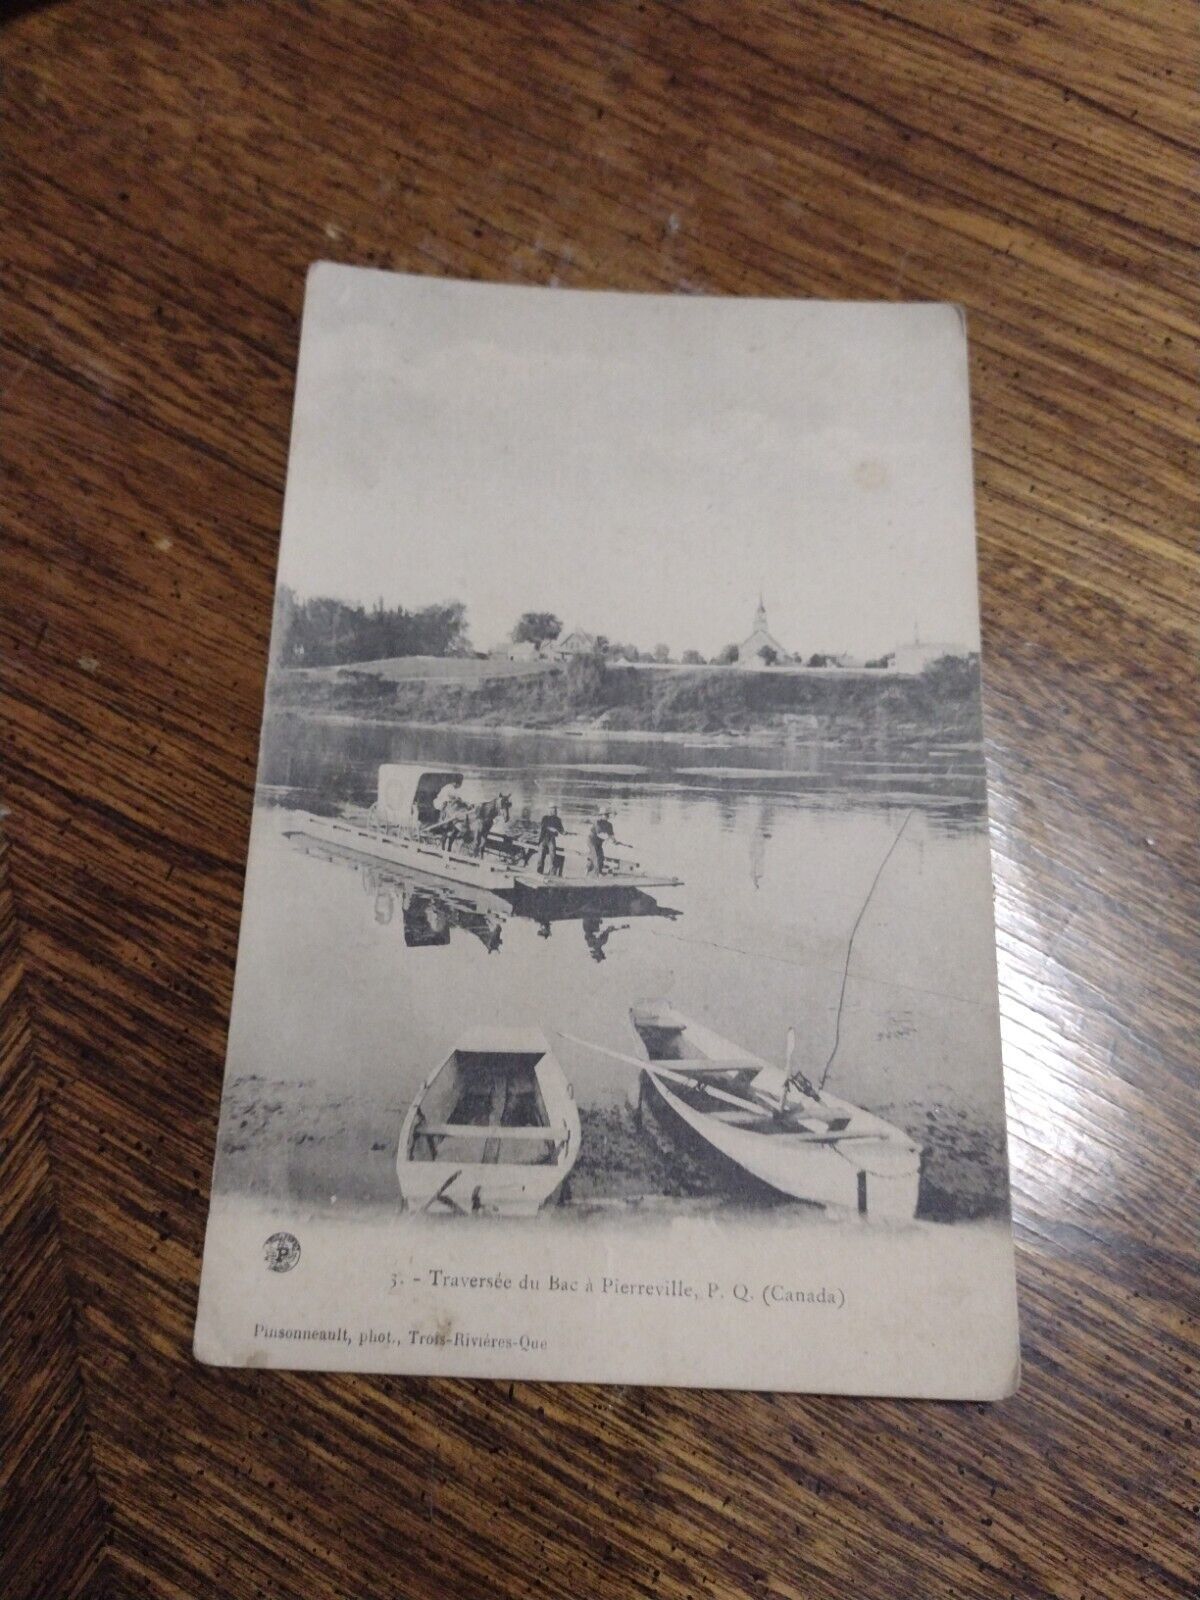 P
3. - Traversée du Bac à Pierreville, P. Q. (Canada)
Pinsonneault, phot., Trois-Rivières-Que